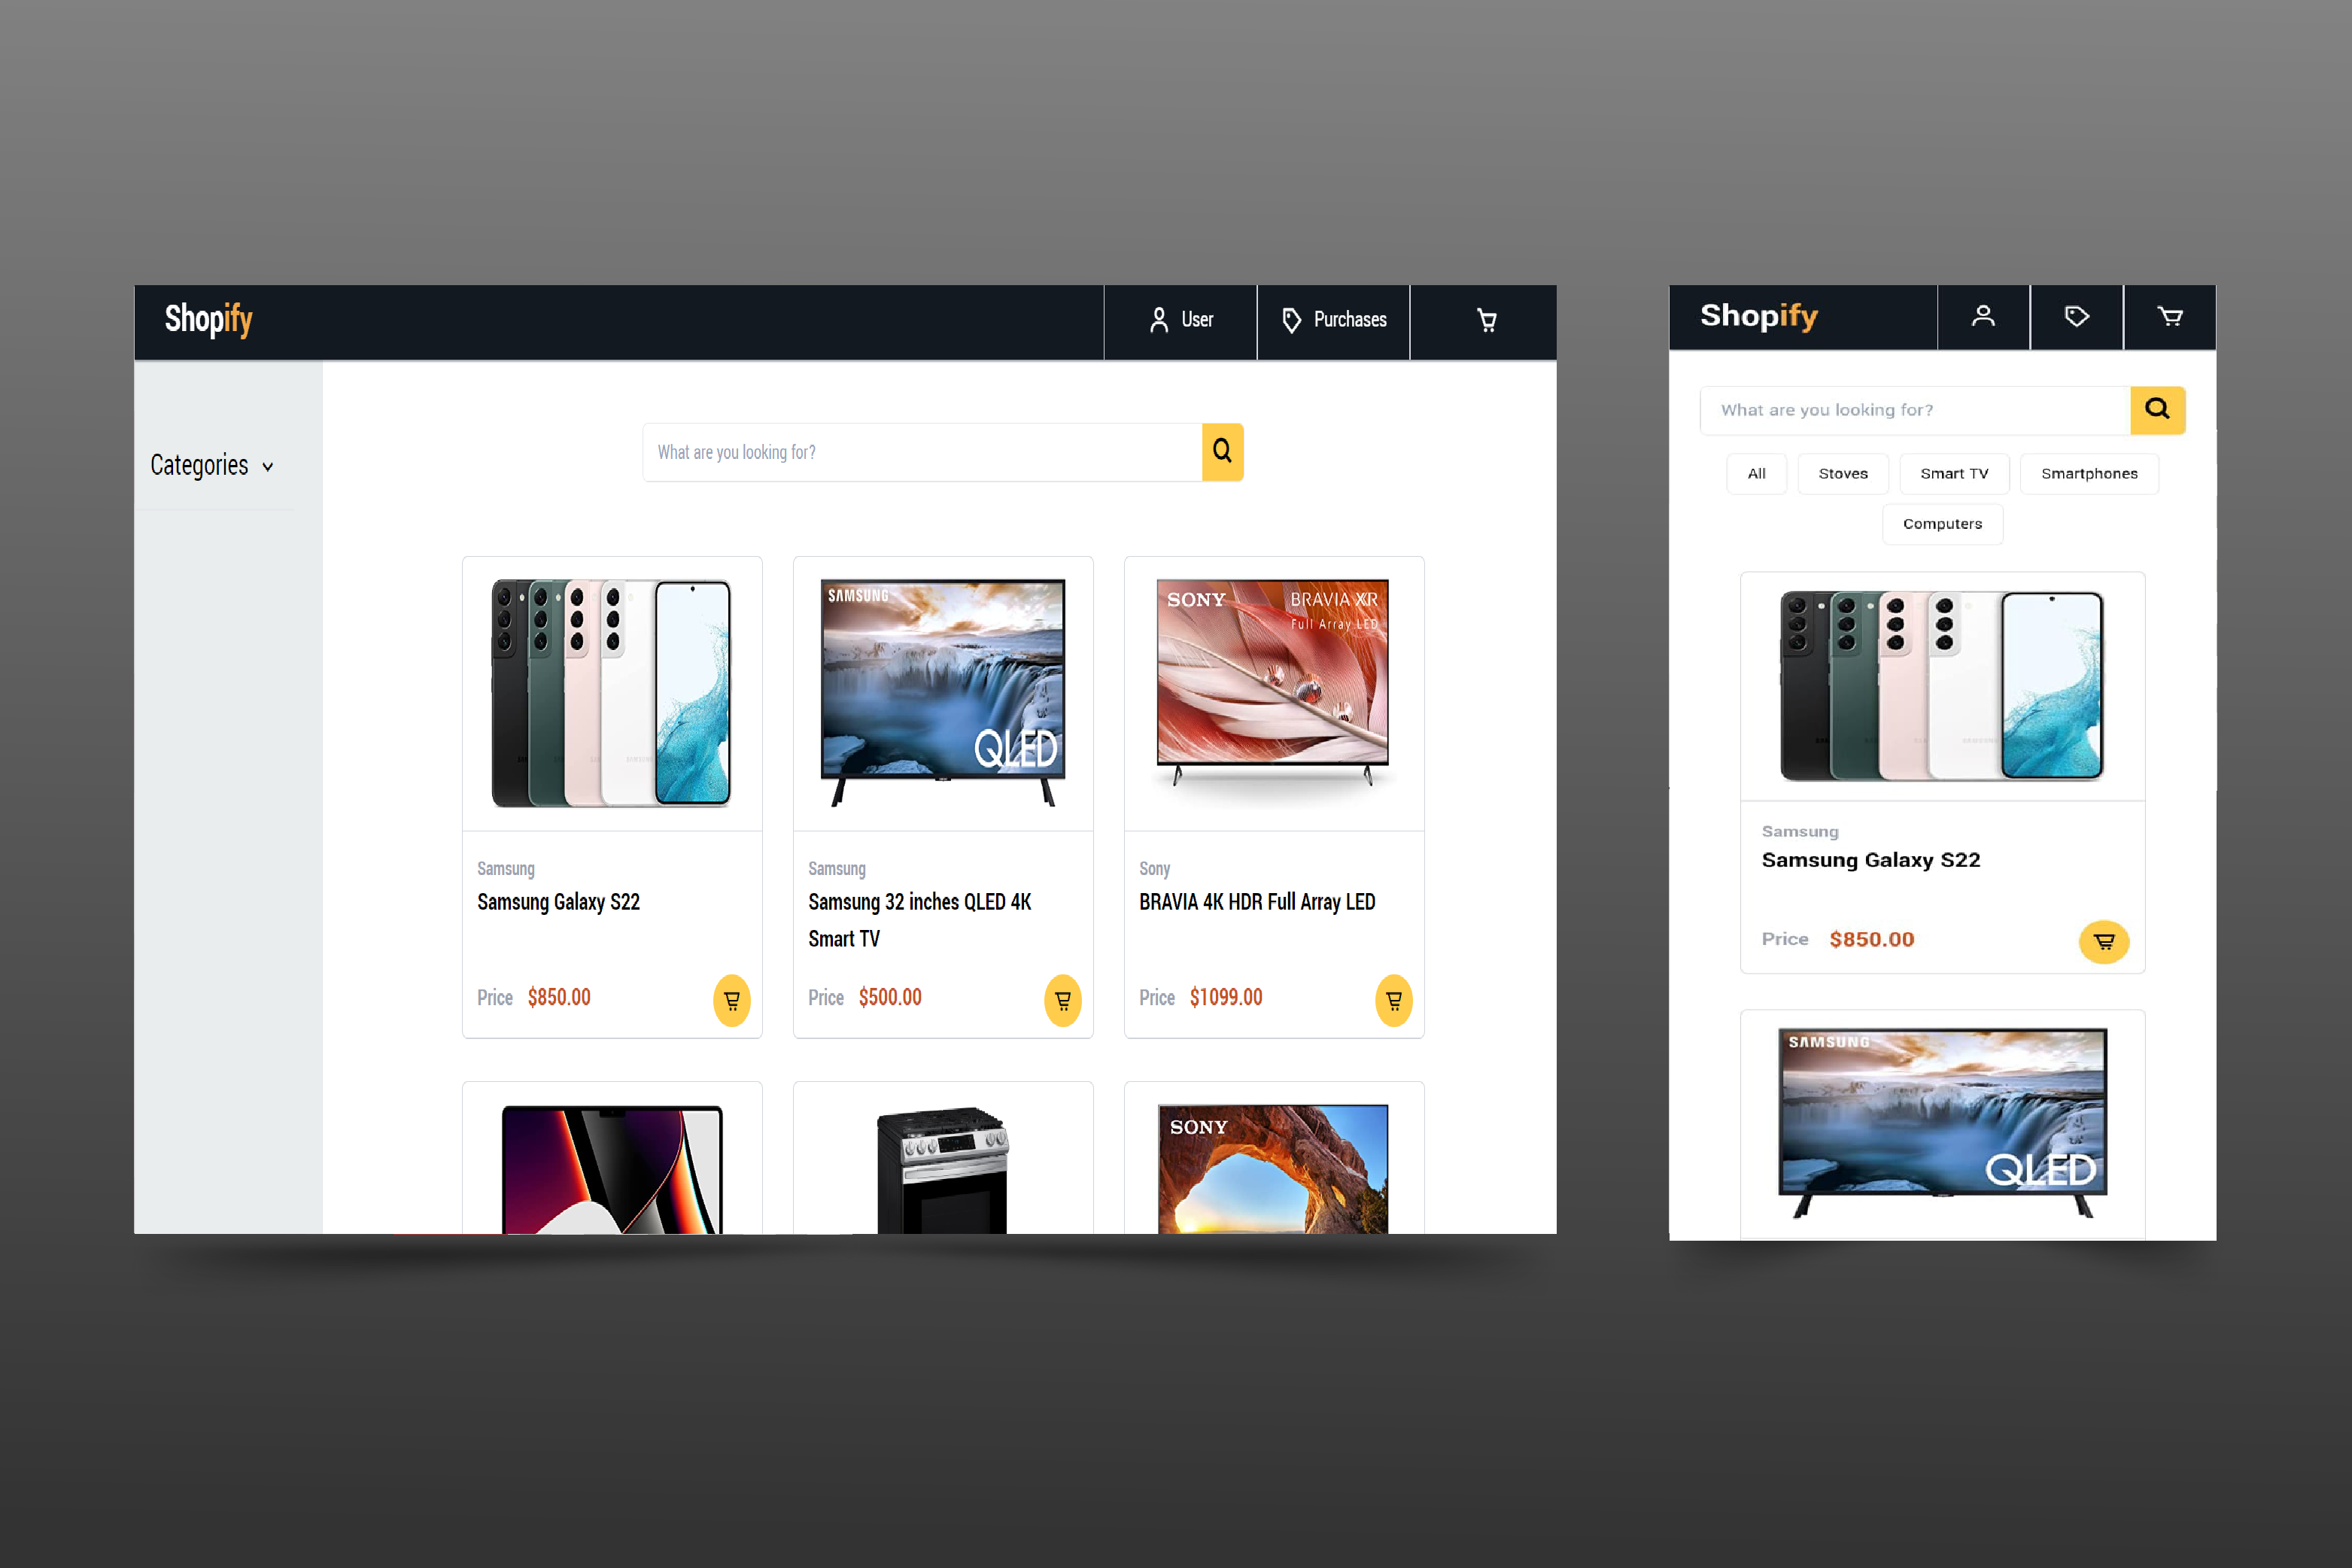 Shopify
User
Purchases
Categories
What are you looking for?
SAMSUNG
QLED
SONY
BRAVIA XR
Full Array LED
Samsung
Samsung Galaxy S22
Price $850.00
Samsung
Samsung 32 inches QLED 4K
Smart TV
Price $500.00
Sony
BRAVIA 4K HDR Full Array LED
Price $1099.00
SONY
Shopify
What are you looking for?
All
Stoves
Smart TV
Smartphones
Computers
Samsung
Samsung Galaxy S22
Price $850.00
SAMSUNG
QLED